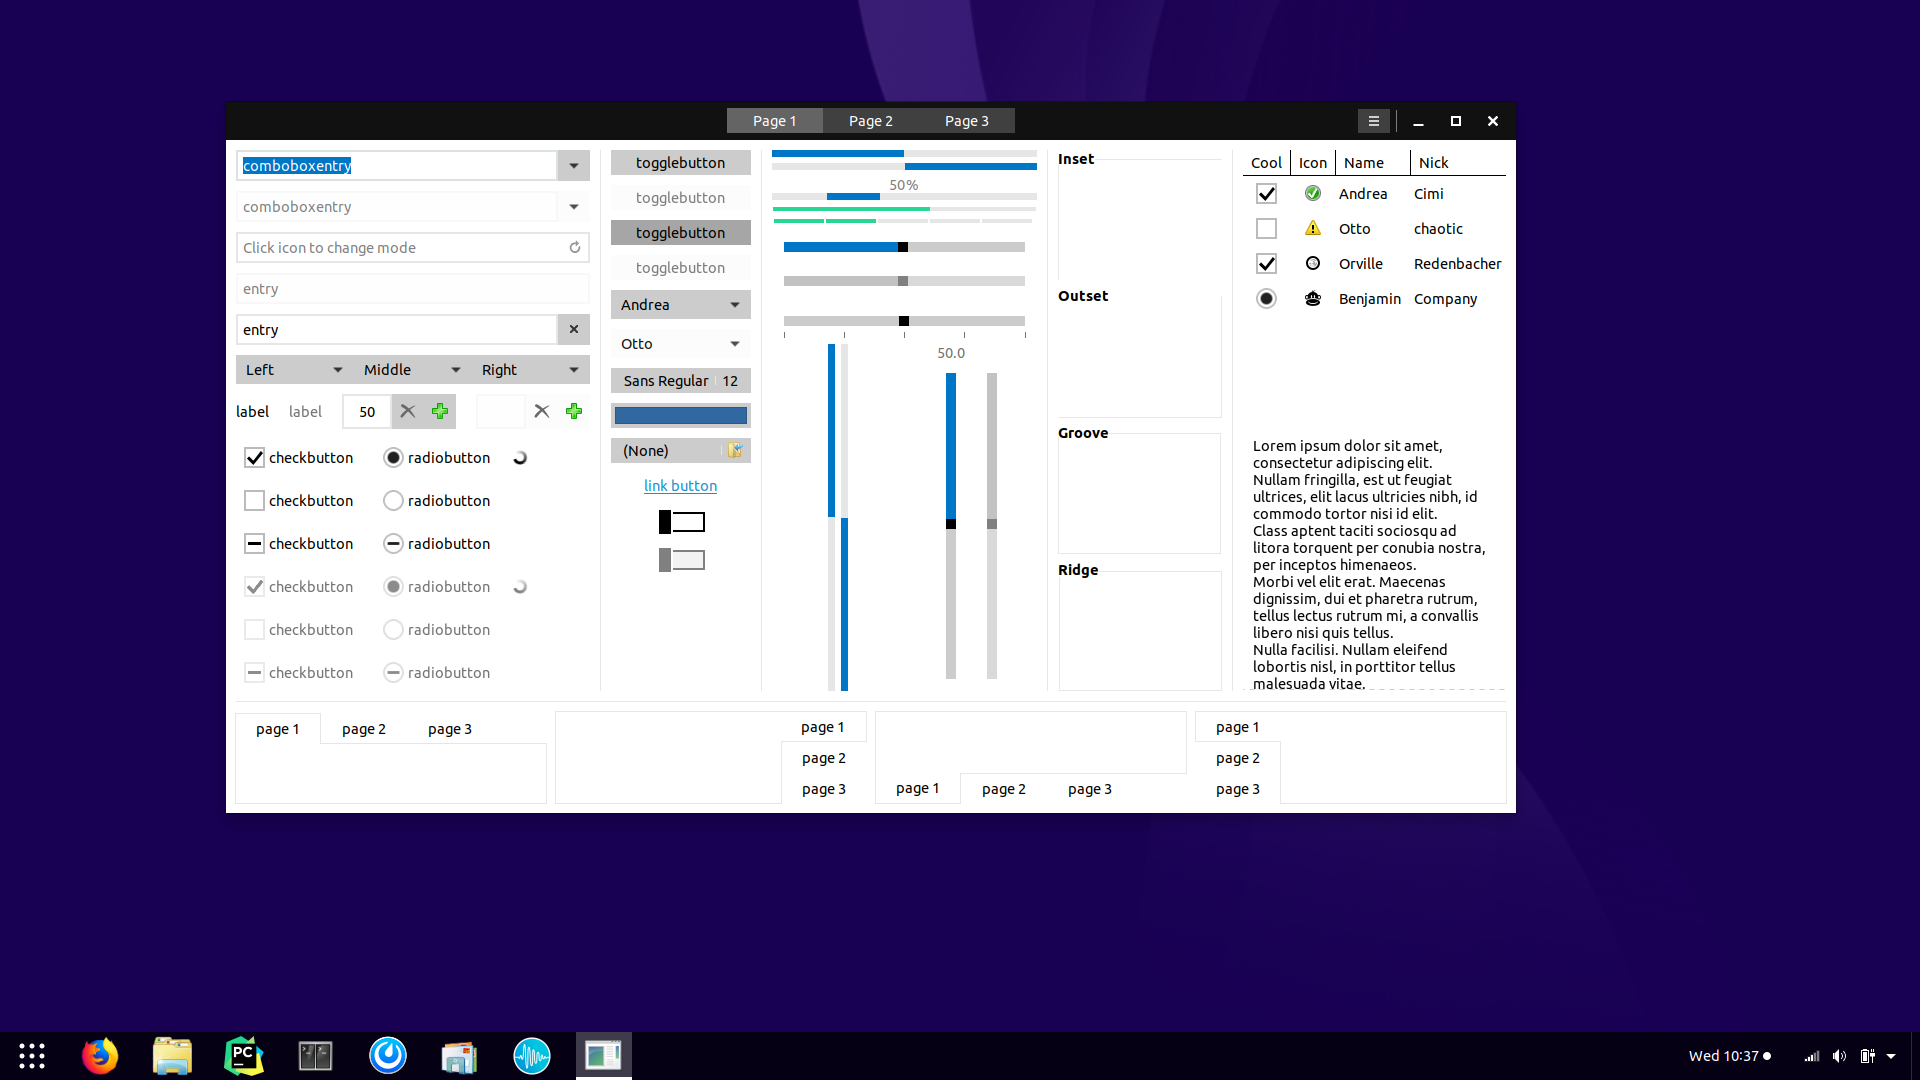 Page 1 Page 2 Page 3
comboboxentry
comboboxentry
Click icon to change mode
entry
entry
Left Middle Right
label label 50
checkbutton radiobutton
checkbutton radiobutton
checkbutton radiobutton
checkbutton radiobutton
checkbutton radiobutton
checkbutton radiobutton
togglebutton
togglebutton
togglebutton
togglebutton
Andrea
Otto
Sans Regular 12
(None)
link button
50%
50.0
Inset
Outset
Groove
Ridge
Cool Icon Name Nick
Andrea Cimi
Otto chaotic
Orville Redenbacher
Benjamin Company
Lorem ipsum dolor sit amet,
consectetur adipiscing elit.
Nullam fringilla, est ut feugiat
ultrices, elit lacus ultricies nibh, id
commodo tortor nisi id elit.
Class aptent taciti sociosqu ad
litora torquent per conubia nostra,
per inceptos himenaeos.
Morbi vel elit erat. Maecenas
dignissim, dui et pharetra rutrum,
tellus lectus rutrum mi, a convallis
libero nisi quis tellus.
Nulla facilisi. Nullam eleifend
lobortis nisl, in porttitor tellus
malesuada vitae.
page 1 page 2 page 3
page 1
page 2
page 3
page 1 page 2 page 3
page 1
page 2
page 3
PC
Wed 10:37